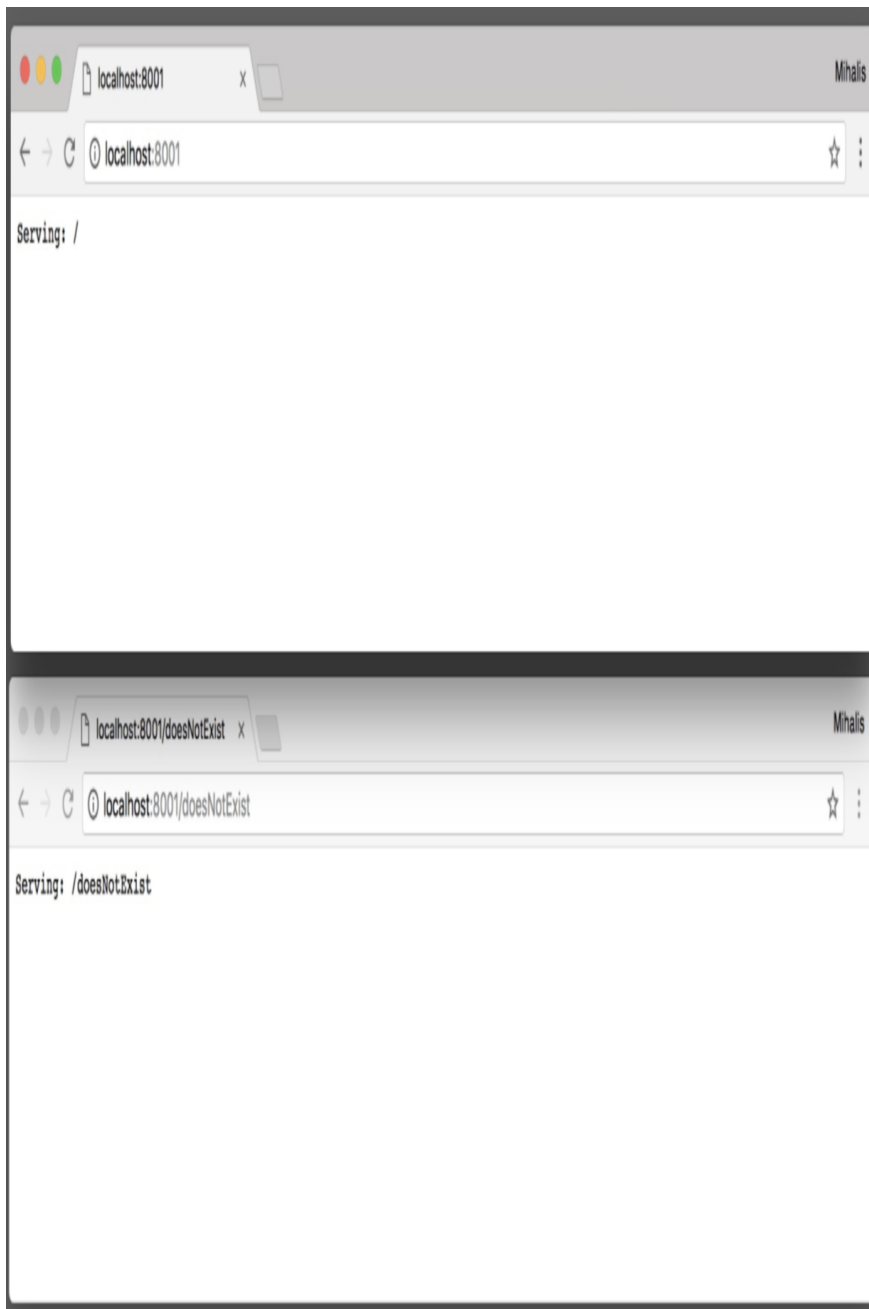 localhost:8001
Mihalis
localhost:8001
Serving: /
localhost:8001/doesNotExist
Mihalis
localhost:8001/doesNotExist
Serving: /doesNotExist